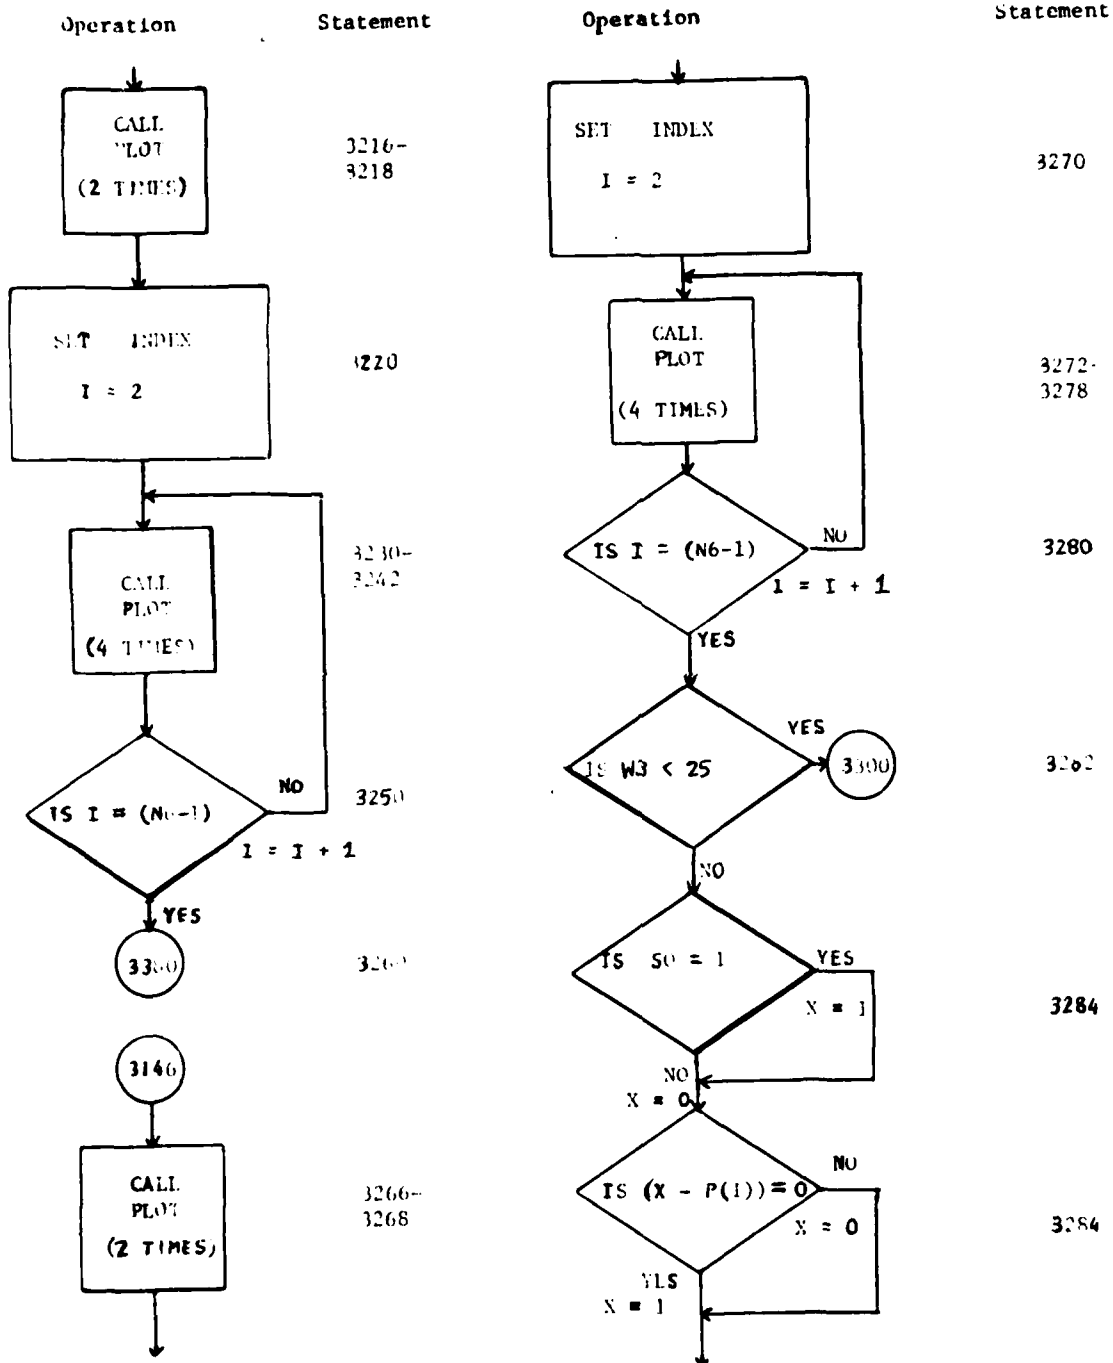 Operation Statement
CALL
PLOT
(2 TIMES)
3216-
3218
SET INDEX
I = 2
3220
CALL
PLOT
(4 TIMES)
3230-
3242
IS I = (N6-1)
NO
I = I + 1
3250
YES
3300
3260
3146
CALL
PLOT
(2 TIMES)
3266-
3268
Operation Statement
SET INDEX
I = 2
3270
CALL
PLOT
(4 TIMES)
3272-
3278
IS I = (N6-1)
NO
I = I + 1
3280
YES
IS W3 < 25
YES
3300
3282
NO
IS S0 = 1
YES
X = 1
3284
NO
X = 0
IS (X - P(I)) = 0
NO
X = 0
3284
YES
X = 1